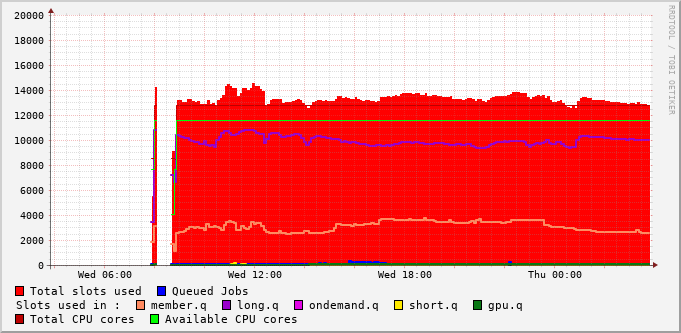 20000
18000
16000
14000
12000
10000
8000
6000
4000
2000
0
Wed 06:00 Wed 12:00 Wed 18:00 Thu 00:00
RRDTOOL / TOBI OETIKER
Total slots used Queued Jobs
Slots used in : member.q long.q ondemand.q short.q gpu.q
Total CPU cores Available CPU cores